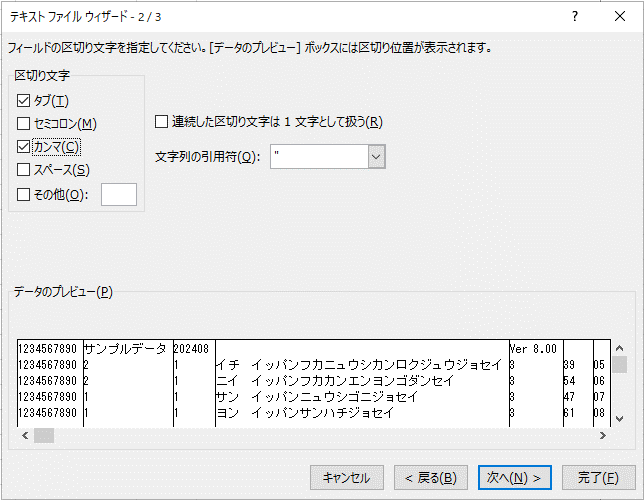 テキスト ファイル ウィザード - 2 / 3
フィールドの区切り文字を指定してください。[データのプレビュー] ボックスには区切り位置が表示されます。
区切り文字
タブ(T)
セミコロン(M)
カンマ(C)
スペース(S)
その他(O):
連続した区切り文字は 1 文字として扱う(R)
文字列の引用符(Q): "
データのプレビュー(P)
1234567890 サンプルデータ 202408 Ver 8.00
1234567890 2 1 イチ イッパンフカニュウシカンロクジュウジョセイ 3 39 05
1234567890 2 1 ニイ イッパンフカカンエンヨンゴダンセイ 3 54 06
1234567890 1 1 サン イッパンニュウシゴニジョセイ 3 47 07
1234567890 1 1 ヨン イッパンサンハチジョセイ 3 61 08
キャンセル < 戻る(B) 次へ(N) > 完了(F)